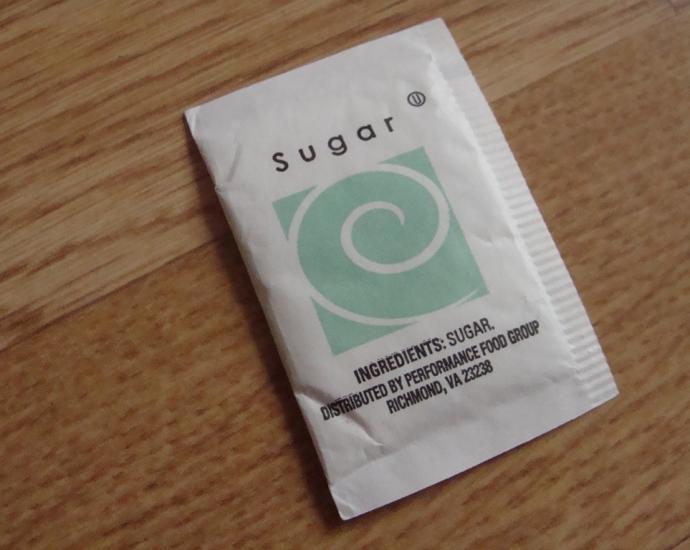 Sugar Ⓤ
INGREDIENTS: SUGAR.
DISTRIBUTED BY PERFORMANCE FOOD GROUP
RICHMOND, VA 23238